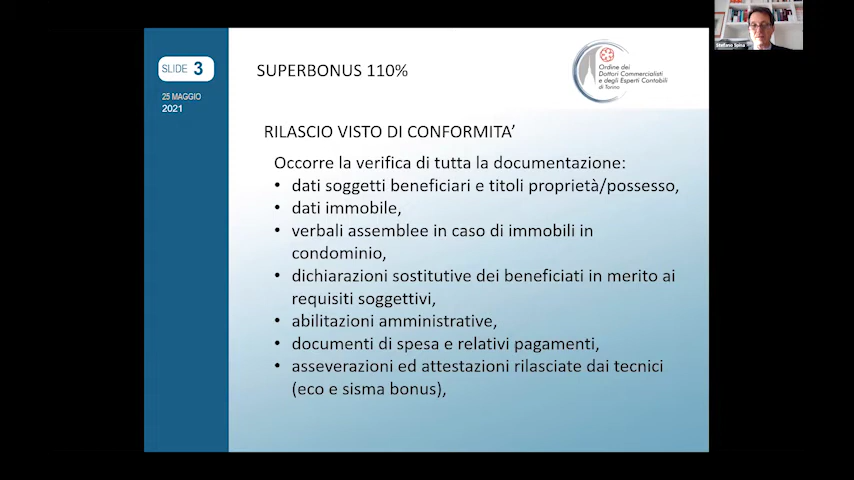 SLIDE 3
25 MAGGIO
2021
SUPERBONUS 110%
Ordine dei
Dottori Commercialisti
e degli Esperti Contabili
di Torino
Stefano Spina
RILASCIO VISTO DI CONFORMITA’
Occorre la verifica di tutta la documentazione:
• dati soggetti beneficiari e titoli proprietà/possesso,
• dati immobile,
• verbali assemblee in caso di immobili in
condominio,
• dichiarazioni sostitutive dei beneficiati in merito ai
requisiti soggettivi,
• abilitazioni amministrative,
• documenti di spesa e relativi pagamenti,
• asseverazioni ed attestazioni rilasciate dai tecnici
(eco e sisma bonus),